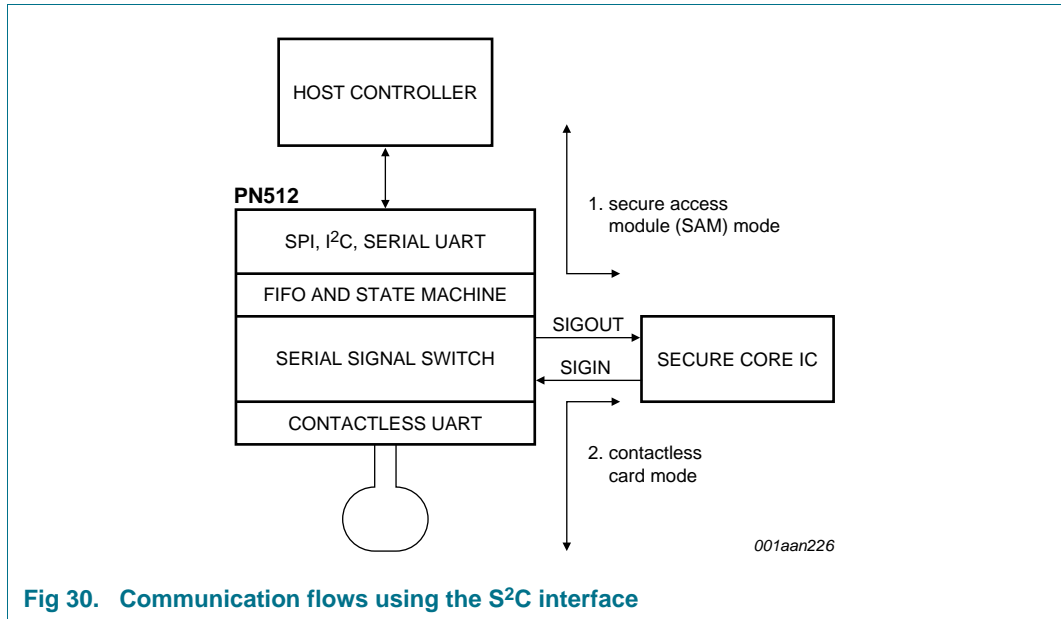 HOST CONTROLLER
PN512
SPI, I²C, SERIAL UART
FIFO AND STATE MACHINE
SERIAL SIGNAL SWITCH
CONTACTLESS UART
1. secure access
module (SAM) mode
SIGOUT
SIGIN
SECURE CORE IC
2. contactless
card mode
001aan226
Fig 30. Communication flows using the S²C interface